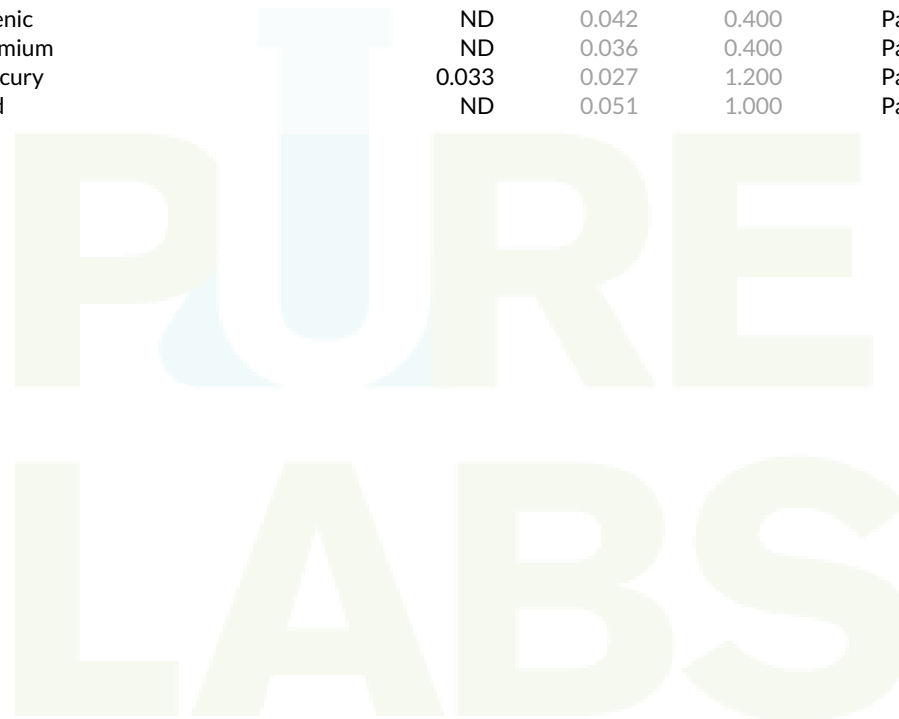 enic ND 0.042 0.400 Pa
mium ND 0.036 0.400 Pa
cury 0.033 0.027 1.200 Pa
d ND 0.051 1.000 Pa
PURE
LABS